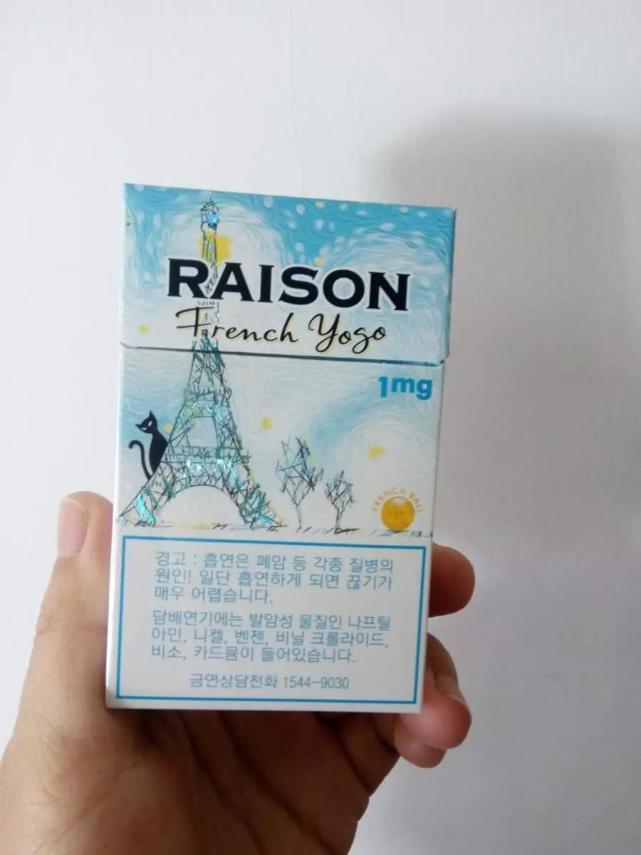 RAISON
French Yogo
1mg
FRENCH BALL
경고 : 흡연은 폐암 등 각종 질병의
원인! 일단 흡연하게 되면 끊기가
매우 어렵습니다.
담배연기에는 발암성 물질인 나프틸
아민, 니켈, 벤젠, 비닐 크롤라이드,
비소, 카드뮴이 들어있습니다.
금연상담전화 1544-9030